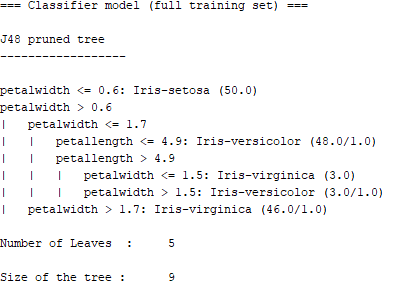 === Classifier model (full training set) ===
J48 pruned tree
------------------
petalwidth <= 0.6: Iris-setosa (50.0)
petalwidth > 0.6
|   petalwidth <= 1.7
|   |   petallength <= 4.9: Iris-versicolor (48.0/1.0)
|   |   petallength > 4.9
|   |   |   petalwidth <= 1.5: Iris-virginica (3.0)
|   |   |   petalwidth > 1.5: Iris-versicolor (3.0/1.0)
|   petalwidth > 1.7: Iris-virginica (46.0/1.0)
Number of Leaves  :     5
Size of the tree :      9